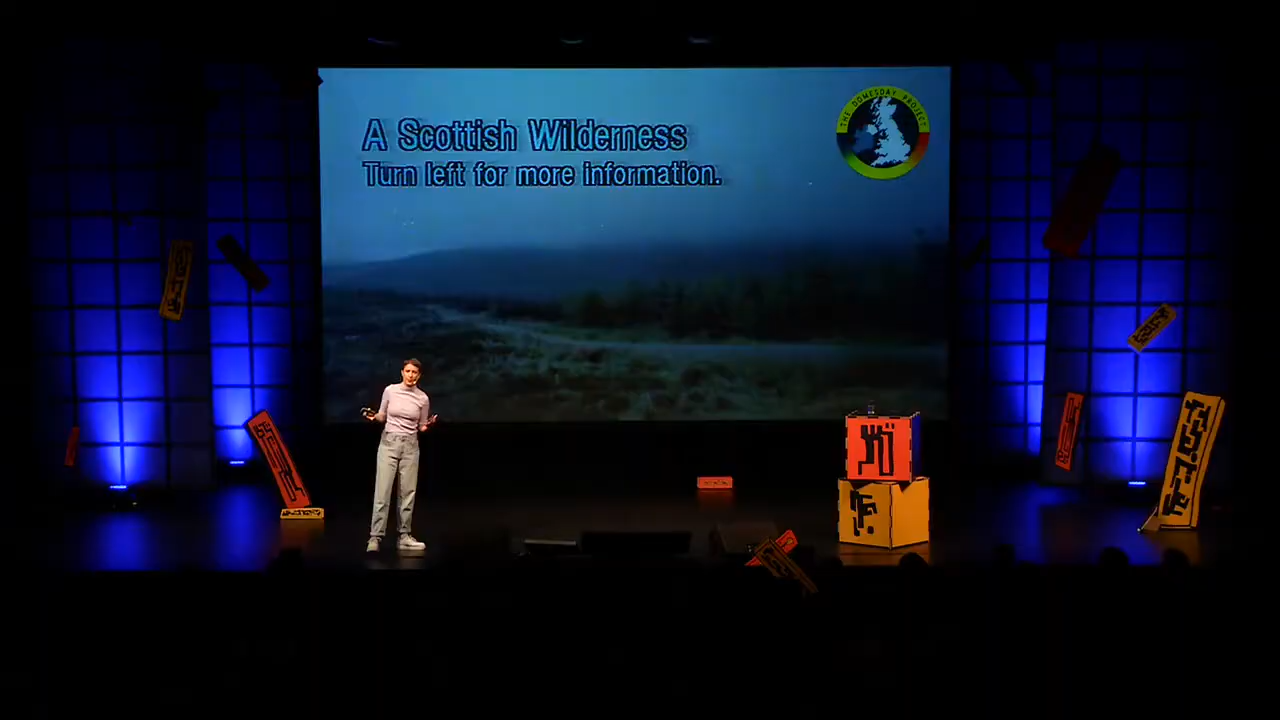 A Scottish Wilderness
Turn left for more information.
THE DOMESDAY PROJECT